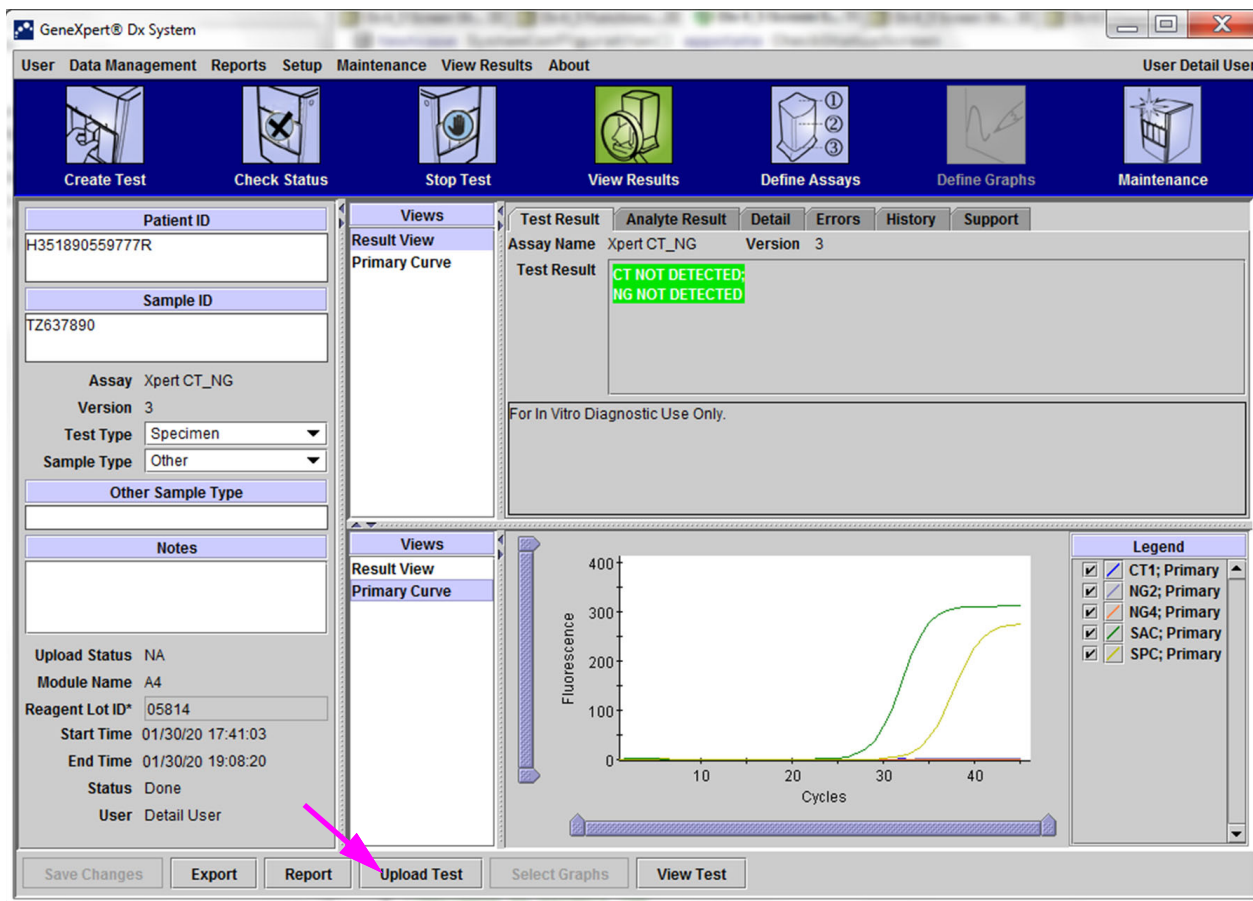 GeneXpert® Dx System
User Data Management Reports Setup Maintenance View Results About User Detail User
Create Test Check Status Stop Test View Results Define Assays Define Graphs Maintenance
① ② ③
Patient ID
H351890559777R
Sample ID
TZ637890
Assay Xpert CT_NG
Version 3
Test Type Specimen
Sample Type Other
Other Sample Type
Notes
Upload Status NA
Module Name A4
Reagent Lot ID* 05814
Start Time 01/30/20 17:41:03
End Time 01/30/20 19:08:20
Status Done
User Detail User
Views
Result View
Primary Curve
Test Result Analyte Result Detail Errors History Support
Assay Name Xpert CT_NG Version 3
Test Result CT NOT DETECTED;
NG NOT DETECTED
For In Vitro Diagnostic Use Only.
Views
Result View
Primary Curve
Fluorescence
400
300
200
100
0
10 20 30 40
Cycles
Legend
CT1; Primary
NG2; Primary
NG4; Primary
SAC; Primary
SPC; Primary
Save Changes Export Report Upload Test Select Graphs View Test